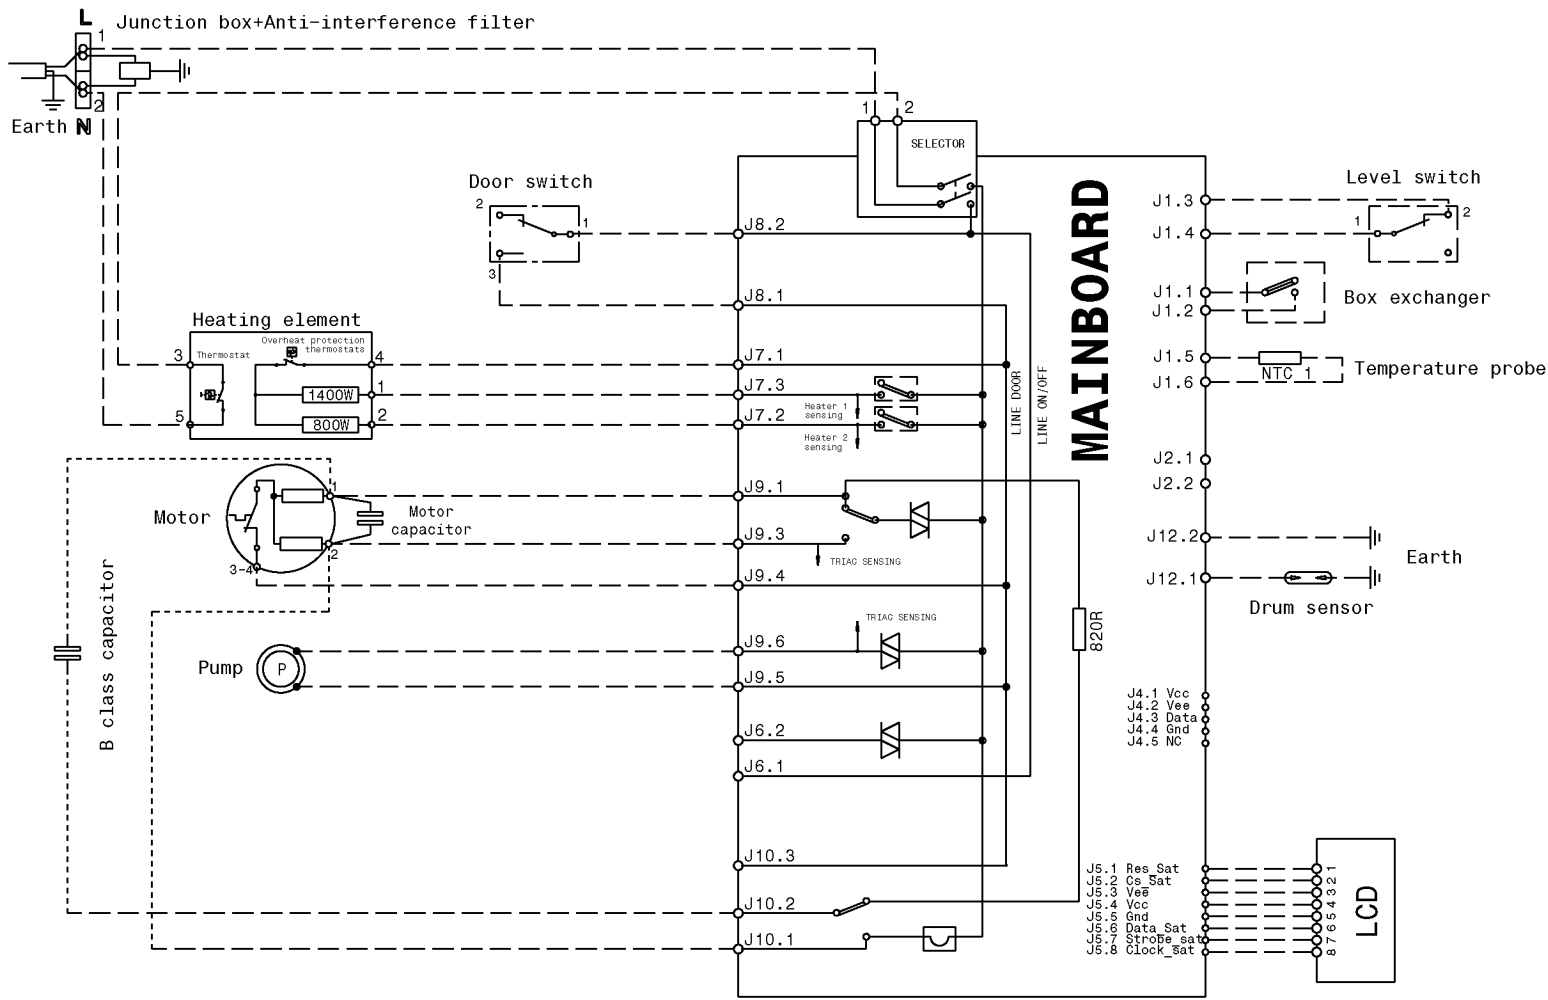 L Junction box+Anti-interference filter
1
2
Earth N
1 2
SELECTOR
Door switch
2
1
3
Level switch
1
2
MAINBOARD
J8.2
J8.1
J1.3
J1.4
J1.1
J1.2
Box exchanger
Heating element
Overheat protection
thermostats
Thermostat
3
4
1400W
1
5
800W
2
J7.1
J7.3
J7.2
Heater 1
sensing
Heater 2
sensing
LINE DOOR
LINE ON/OFF
J1.5
J1.6
NTC 1
Temperature probe
J2.1
J2.2
Motor
1
2
3-4
Motor
capacitor
J9.1
J9.3
J9.4
TRIAC SENSING
J12.2
J12.1
Earth
Drum sensor
B class capacitor
Pump
P
J9.6
J9.5
TRIAC SENSING
820R
J6.2
J6.1
J4.1 Vcc
J4.2 Vee
J4.3 Data
J4.4 Gnd
J4.5 NC
J10.3
J10.2
J10.1
J5.1 Res_Sat
J5.2 Cs_Sat
J5.3 Vee
J5.4 Vcc
J5.5 Gnd
J5.6 Data_Sat
J5.7 Strobe_sat
J5.8 Clock_sat
1
2
3
4
5
6
7
8
LCD